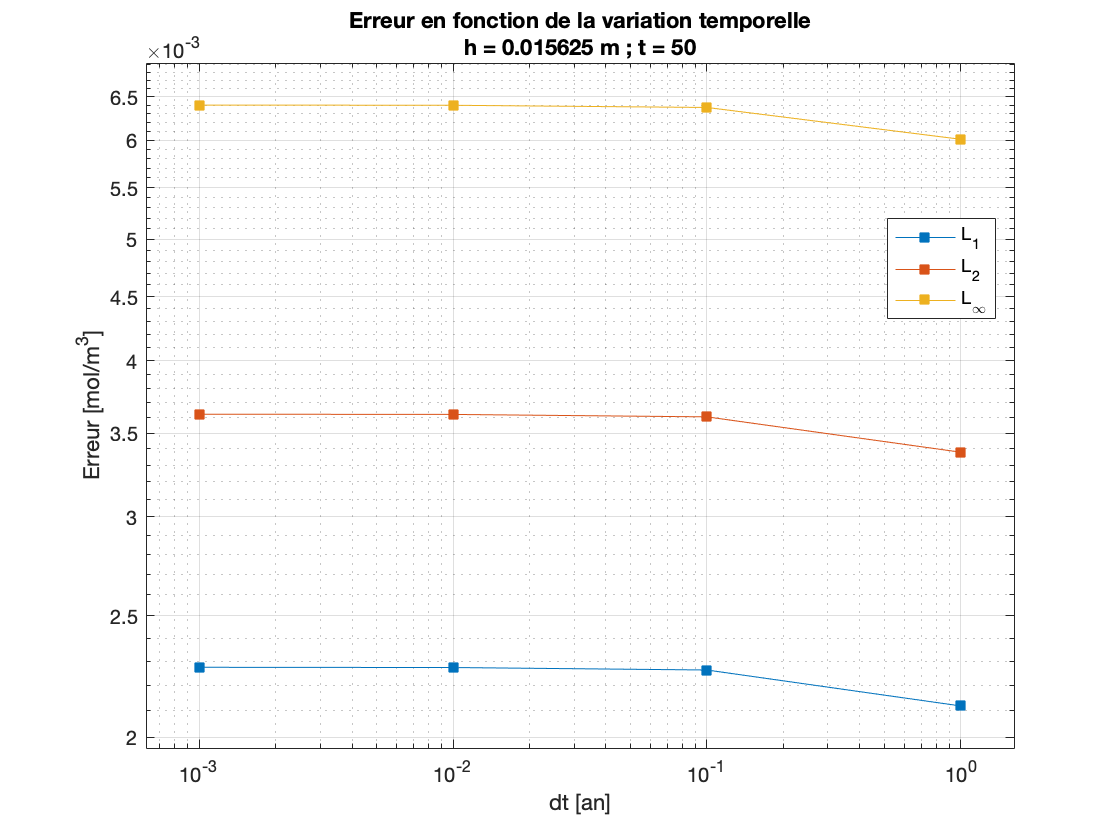 Erreur en fonction de la variation temporelle
h = 0.015625 m ; t = 50
×10⁻³
6.5
6
5.5
5
4.5
4
3.5
3
2.5
2
Erreur [mol/m³]
L₁
L₂
L∞
10⁻³
10⁻²
10⁻¹
10⁰
dt [an]